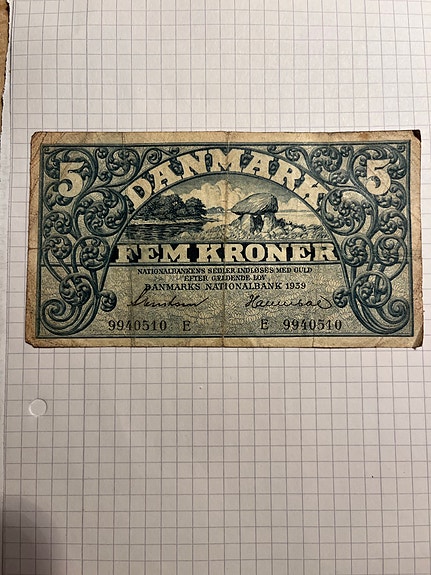 5 DANMARK 5
FEM KRONER
NATIONALBANKENS SEDLER INDLØSES MED GULD
EFTER GÆLDENDE LOV
DANMARKS NATIONALBANK 1939
9940510 E E 9940510